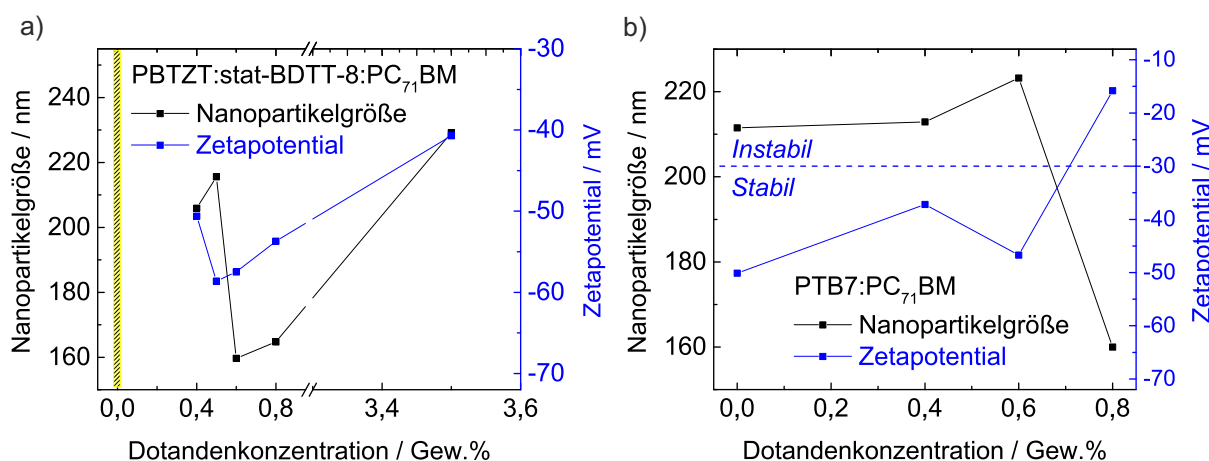 a)
PBTZT:stat-BDTT-8:PC71BM
Nanopartikelgröße
Zetapotential
Nanopartikelgröße / nm
240
220
200
180
160
0,0
0,4
0,8
3,4
3,6
Dotandenkonzentration / Gew.%
-30
-40
-50
-60
-70
Zetapotential / mV
b)
Instabil
Stabil
PTB7:PC71BM
Nanopartikelgröße
Zetapotential
Nanopartikelgröße / nm
220
200
180
160
0,0
0,2
0,4
0,6
0,8
Dotandenkonzentration / Gew.%
-10
-20
-30
-40
-50
-60
-70
Zetapotential / mV